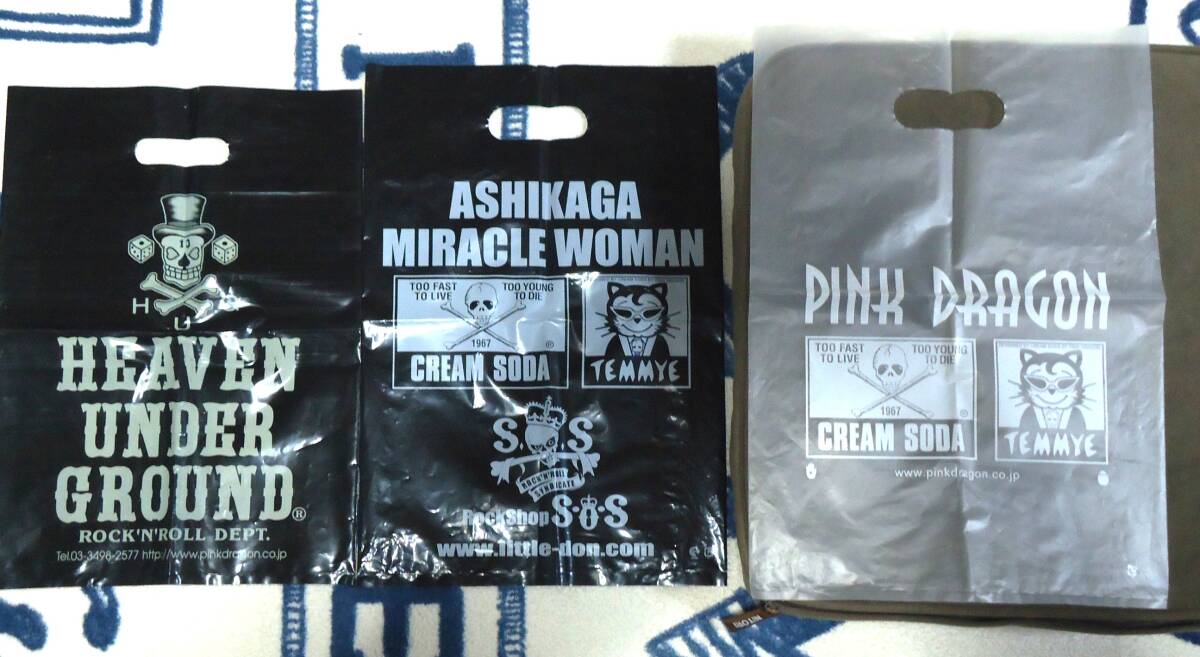 13
H U G
HEAVEN
UNDER
GROUND®
ROCK'N'ROLL DEPT.
Tel.03-3498-2577 http://www.pinkdragon.co.jp
ASHIKAGA
MIRACLE WOMAN
TOO FAST TO LIVE
TOO YOUNG TO DIE
1967
CREAM SODA
TEMMYE
S S
ROCK'N'ROLL
SYNDICATE
RockShop S·O·S
www.little-don.com
PINK DRAGON
TOO FAST TO LIVE
TOO YOUNG TO DIE
1967
CREAM SODA
TEMMYE
www.pinkdragon.co.jp